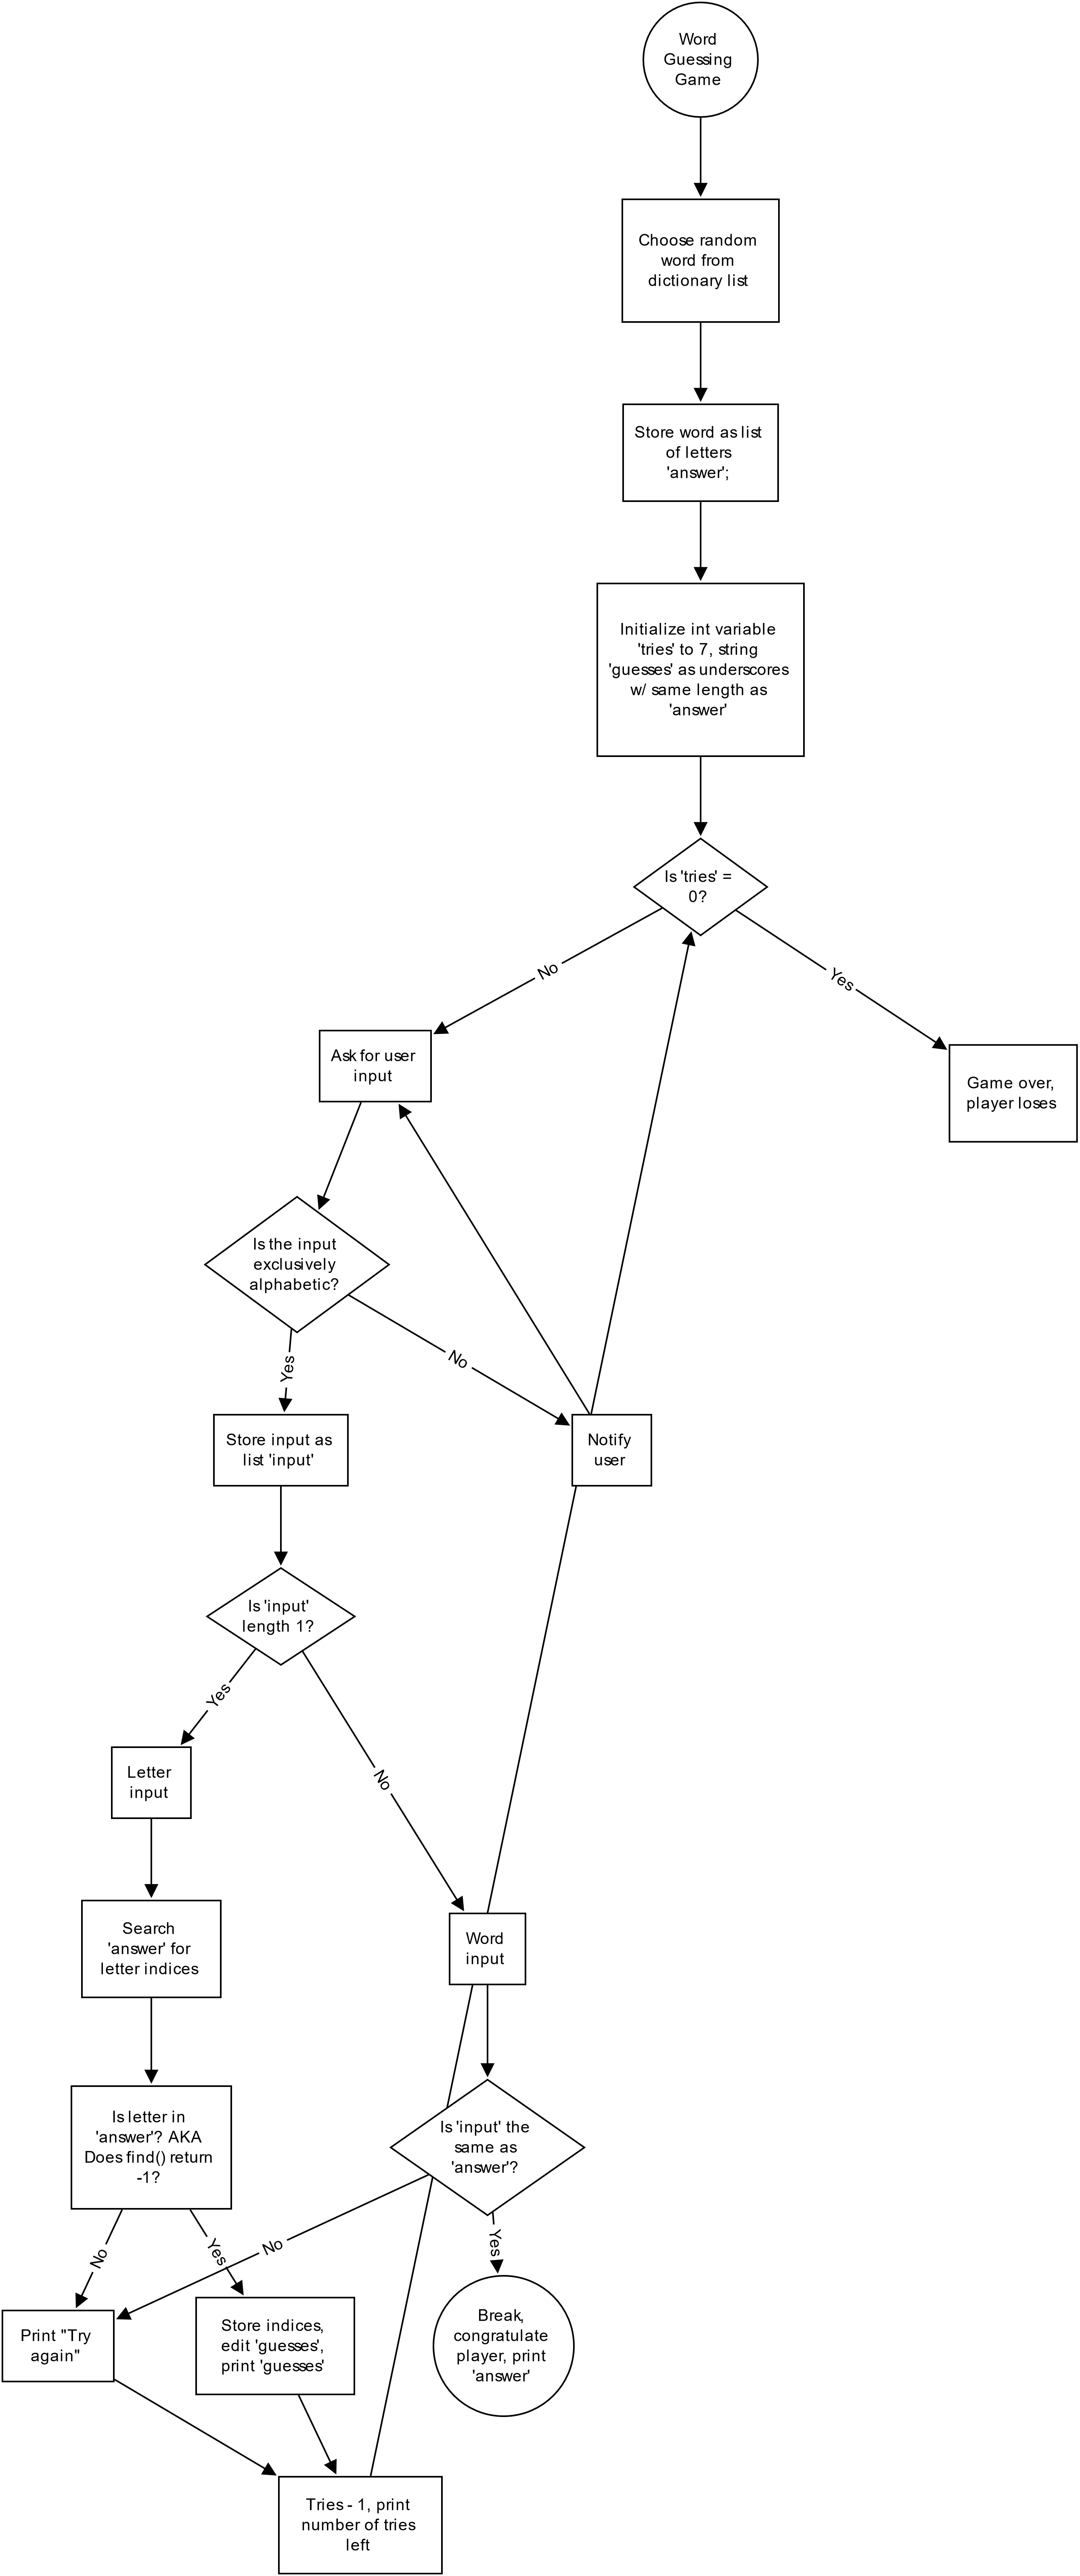 Word
Guessing
Game
Choose random
word from
dictionary list
Store word as list
of letters
'answer';
Initialize int variable
'tries' to 7, string
'guesses' as underscores
w/ same length as
'answer'
Is 'tries' =
0?
No
Yes
Ask for user
input
Game over,
player loses
Is the input
exclusively
alphabetic?
Yes
No
Store input as
list 'input'
Notify
user
Is 'input'
length 1?
Yes
No
Letter
input
Search
'answer' for
letter indices
Word
input
Is letter in
'answer'? AKA
Does find() return
-1?
Is 'input' the
same as
'answer'?
No
Yes
No
Yes
Print "Try
again"
Store indices,
edit 'guesses',
print 'guesses'
Break,
congratulate
player, print
'answer'
Tries - 1, print
number of tries
left